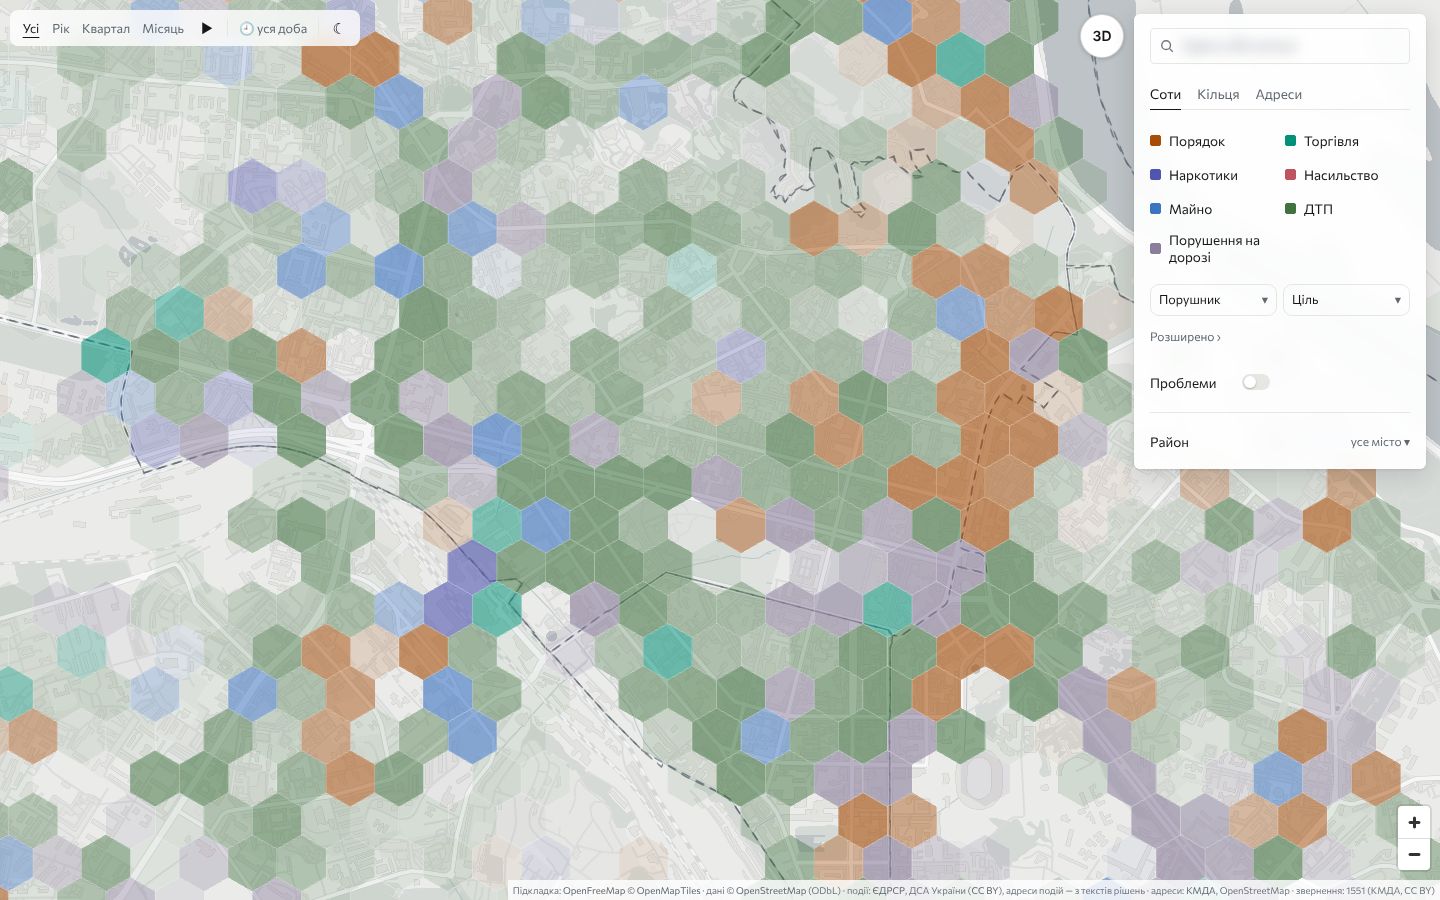 Усі Рік Квартал Місяць уся доба
3D
Соти Кільця Адреси
Порядок Торгівля
Наркотики Насильство
Майно ДТП
Порушення на
дорозі
Порушник Ціль
Розширено ›
Проблеми
Район усе місто
+
−
Підкладка: OpenFreeMap © OpenMapTiles · дані © OpenStreetMap (ODbL) · події: ЄДРСР, ДСА України (CC BY), адреси подій — з текстів рішень · адреси: КМДА, OpenStreetMap · звернення: 1551 (КМДА, CC BY)